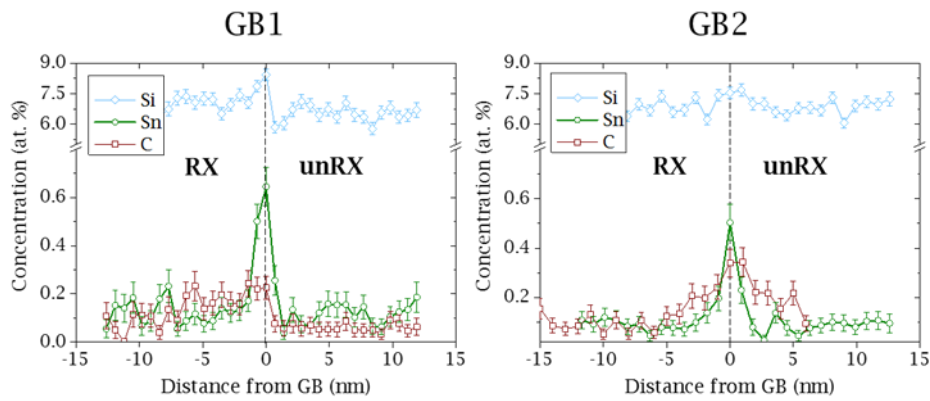 GB1
GB2
Concentration (at. %)
9.0
7.5
6.0
0.6
0.4
0.2
0.0
Si
Sn
C
RX
unRX
-15
-10
-5
0
5
10
15
Distance from GB (nm)
Concentration (at. %)
9.0
7.5
6.0
0.6
0.4
0.2
Si
Sn
C
RX
unRX
-15
-10
-5
0
5
10
15
Distance from GB (nm)